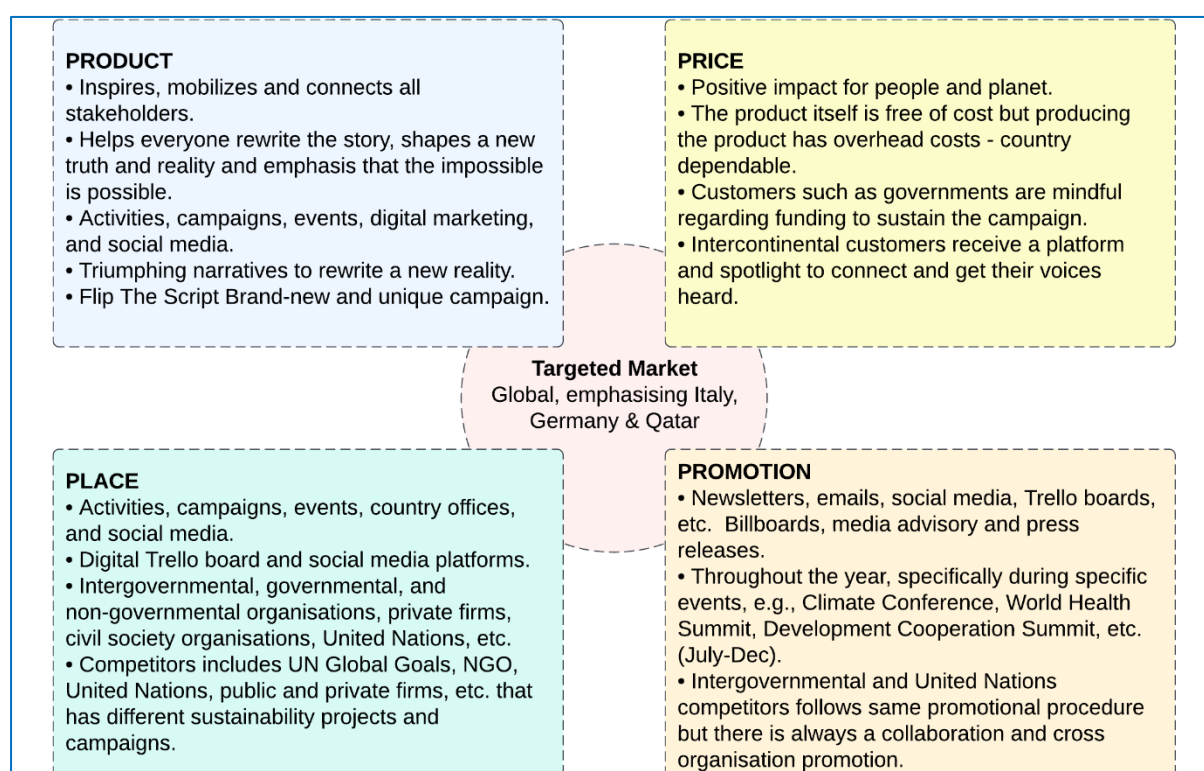 PRODUCT
• Inspires, mobilizes and connects all
stakeholders.
• Helps everyone rewrite the story, shapes a new
truth and reality and emphasis that the impossible
is possible.
• Activities, campaigns, events, digital marketing,
and social media.
• Triumphing narratives to rewrite a new reality.
• Flip The Script Brand-new and unique campaign.
PRICE
• Positive impact for people and planet.
• The product itself is free of cost but producing
the product has overhead costs - country
dependable.
• Customers such as governments are mindful
regarding funding to sustain the campaign.
• Intercontinental customers receive a platform
and spotlight to connect and get their voices
heard.
Targeted Market
Global, emphasising Italy,
Germany & Qatar
PLACE
• Activities, campaigns, events, country offices,
and social media.
• Digital Trello board and social media platforms.
• Intergovernmental, governmental, and
non-governmental organisations, private firms,
civil society organisations, United Nations, etc.
• Competitors includes UN Global Goals, NGO,
United Nations, public and private firms, etc. that
has different sustainability projects and
campaigns.
PROMOTION
• Newsletters, emails, social media, Trello boards,
etc.  Billboards, media advisory and press
releases.
• Throughout the year, specifically during specific
events, e.g., Climate Conference, World Health
Summit, Development Cooperation Summit, etc.
(July-Dec).
• Intergovernmental and United Nations
competitors follows same promotional procedure
but there is always a collaboration and cross
organisation promotion.